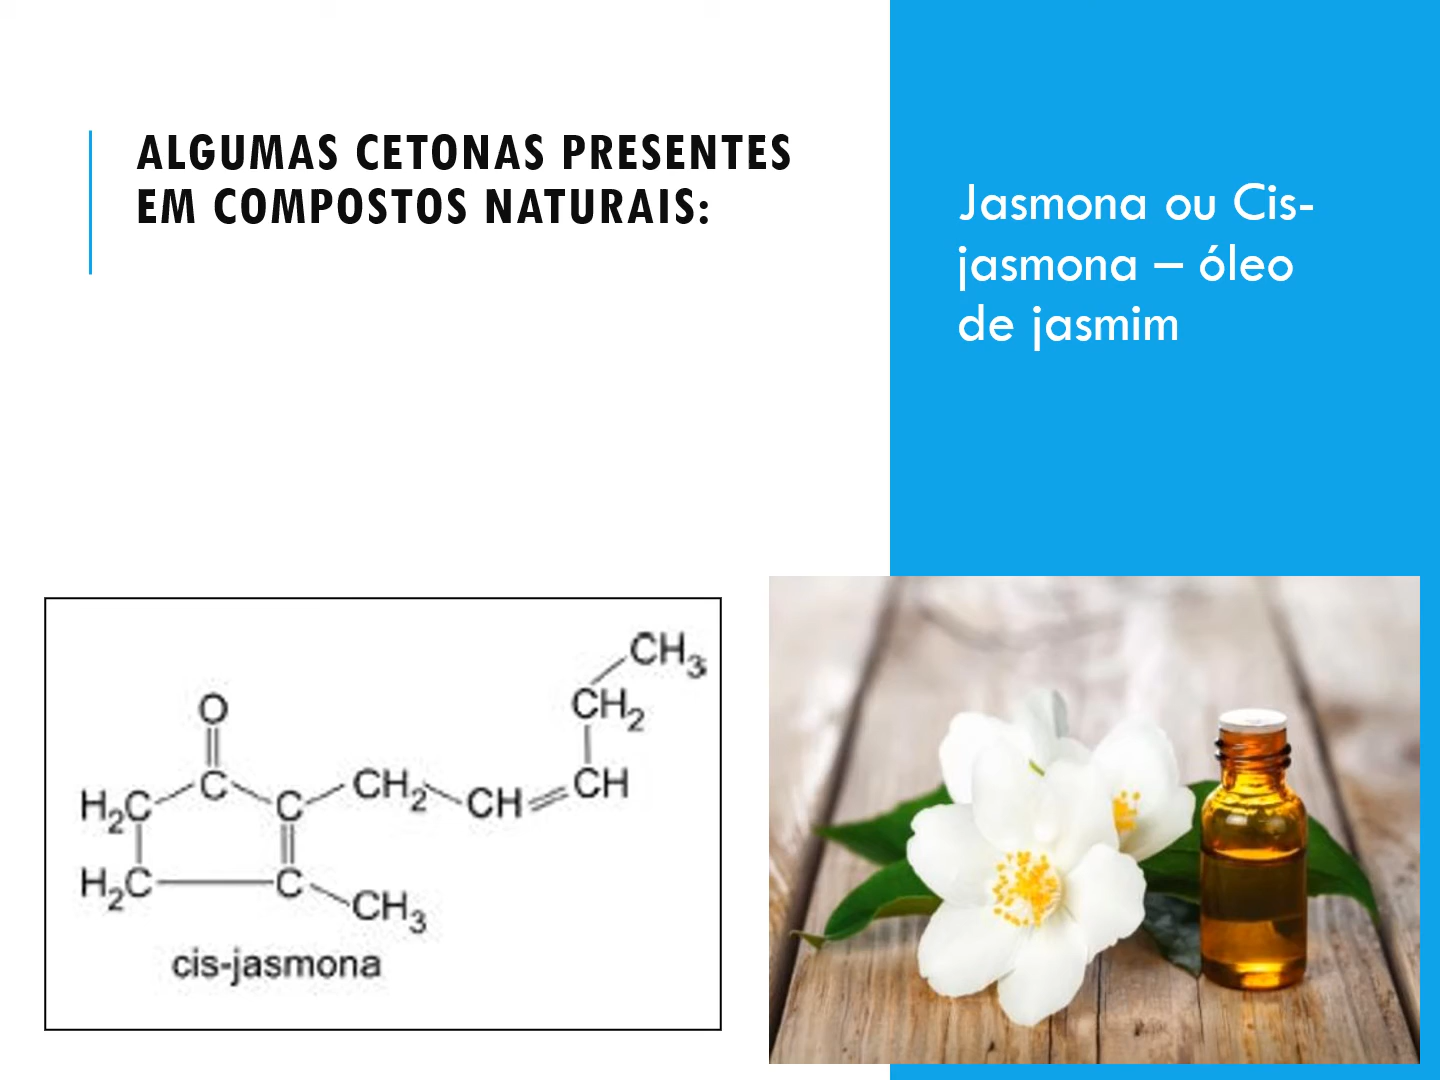 ALGUMAS CETONAS PRESENTES
EM COMPOSTOS NATURAIS:
Jasmona ou Cis-
jasmona – óleo
de jasmim
CH₃
CH₂
O
H₂C
C
C
CH₂
CH
CH
H₂C
C
CH₃
cis-jasmona